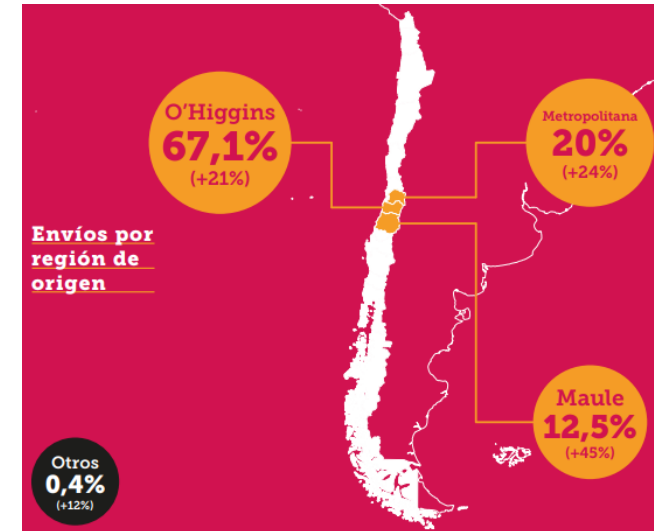 O'Higgins
67,1%
(+21%)
Metropolitana
20%
(+24%)
Envíos por
región de
origen
Maule
12,5%
(+45%)
Otros
0,4%
(+12%)